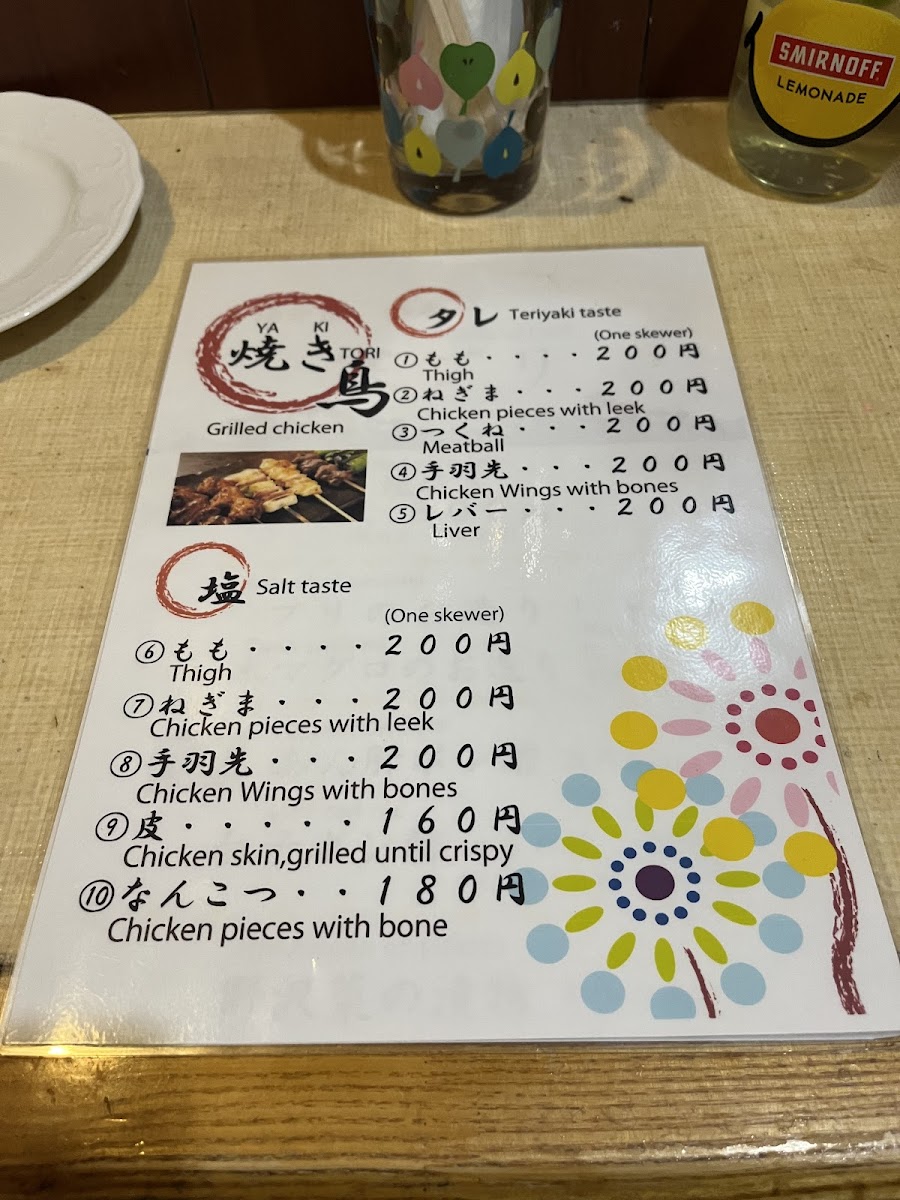 SMIRNOFF
LEMONADE
YA KI
焼き TORI
鳥
Grilled chicken
タレ Teriyaki taste
(One skewer)
①もも・・・・200円
Thigh
②ねぎま・・・200円
Chicken pieces with leek
③つくね・・・200円
Meatball
④手羽先・・・200円
Chicken Wings with bones
⑤レバー・・・200円
Liver
塩 Salt taste
(One skewer)
⑥もも・・・・200円
Thigh
⑦ねぎま・・・200円
Chicken pieces with leek
⑧手羽先・・・200円
Chicken Wings with bones
⑨皮・・・・・160円
Chicken skin,grilled until crispy
⑩なんこつ・・180円
Chicken pieces with bone